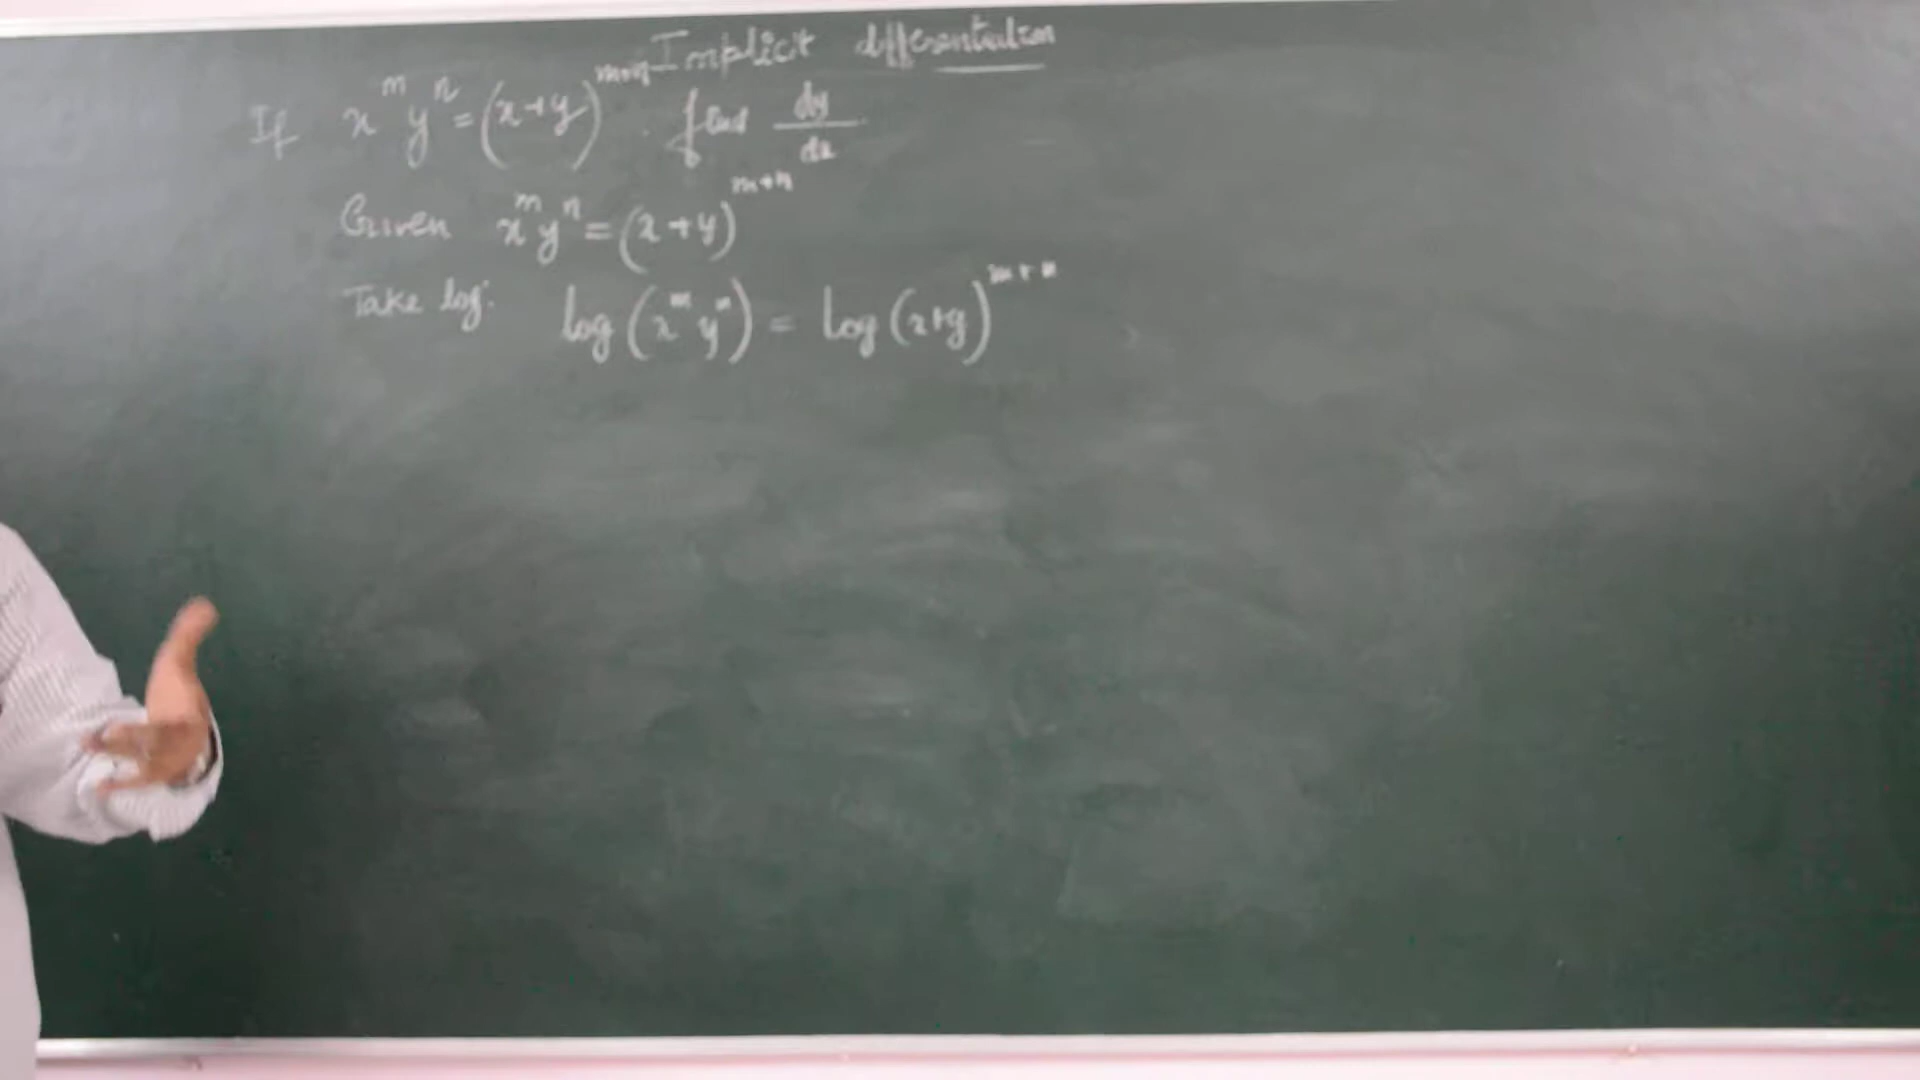 Implicit differentiation
If x^m y^n = (x+y)^{m+n} . find dy/dx
Given x^m y^n = (x+y)^{m+n}
Take log: log (x^m y^n) = log (x+y)^{m+n}